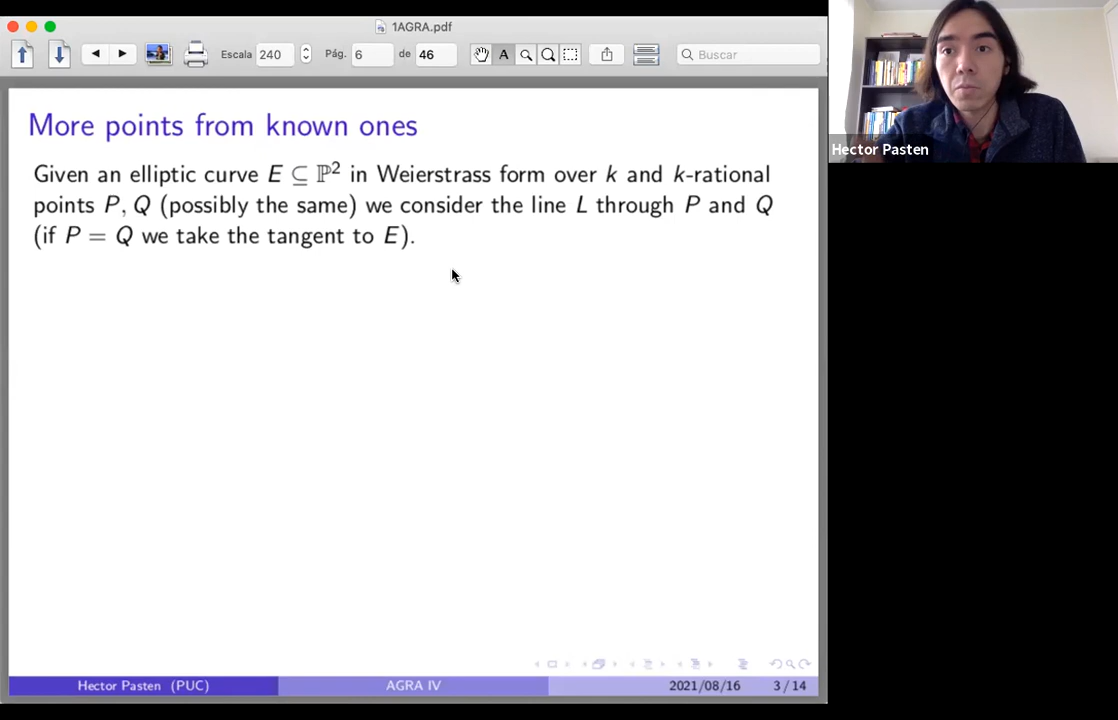 1AGRA.pdf
Escala 240
Pág. 6
de 46
A
Buscar
More points from known ones
Given an elliptic curve E ⊆ ℙ² in Weierstrass form over k and k-rational
points P, Q (possibly the same) we consider the line L through P and Q
(if P = Q we take the tangent to E).
Hector Pasten (PUC)
AGRA IV
2021/08/16
3 / 14
Hector Pasten